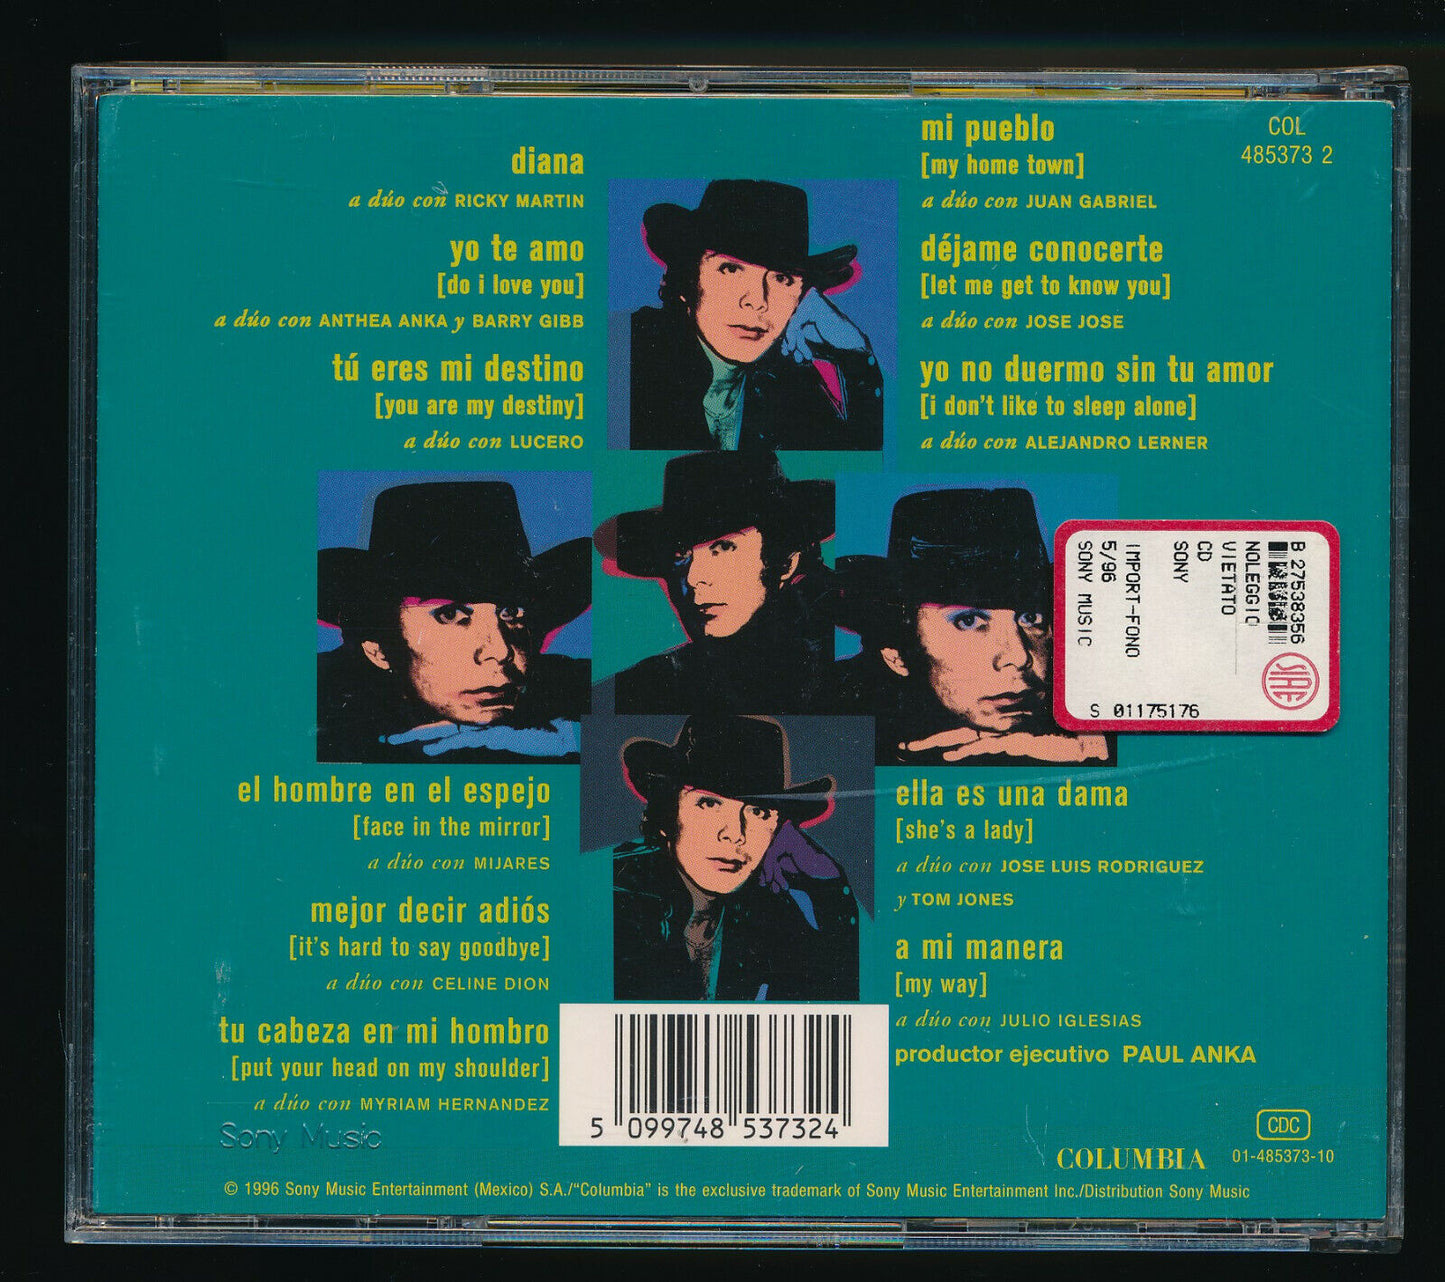 diana
a dúo con RICKY MARTIN
yo te amo
[do i love you]
a dúo con ANTHEA ANKA y BARRY GIBB
tú eres mi destino
[you are my destiny]
a dúo con LUCERO
mi pueblo
[my home town]
a dúo con JUAN GABRIEL
déjame conocerte
[let me get to know you]
a dúo con JOSE JOSE
yo no duermo sin tu amor
[i don't like to sleep alone]
a dúo con ALEJANDRO LERNER
COL
485373 2
B 27538356
NOLEGGIO
VIETATO
CD
SONY
IMPORT-FONO
5/96
SONY MUSIC
S 01175176
SIAE
el hombre en el espejo
[face in the mirror]
a dúo con MIJARES
mejor decir adiós
[it's hard to say goodbye]
a dúo con CELINE DION
tu cabeza en mi hombro
[put your head on my shoulder]
a dúo con MYRIAM HERNANDEZ
Sony Music
ella es una dama
[she's a lady]
a dúo con JOSE LUIS RODRIGUEZ
y TOM JONES
a mi manera
[my way]
a dúo con JULIO IGLESIAS
productor ejecutivo PAUL ANKA
5 099748 537324
CDC
COLUMBIA 01-485373-10
© 1996 Sony Music Entertainment (Mexico) S.A./"Columbia" is the exclusive trademark of Sony Music Entertainment Inc./Distribution Sony Music